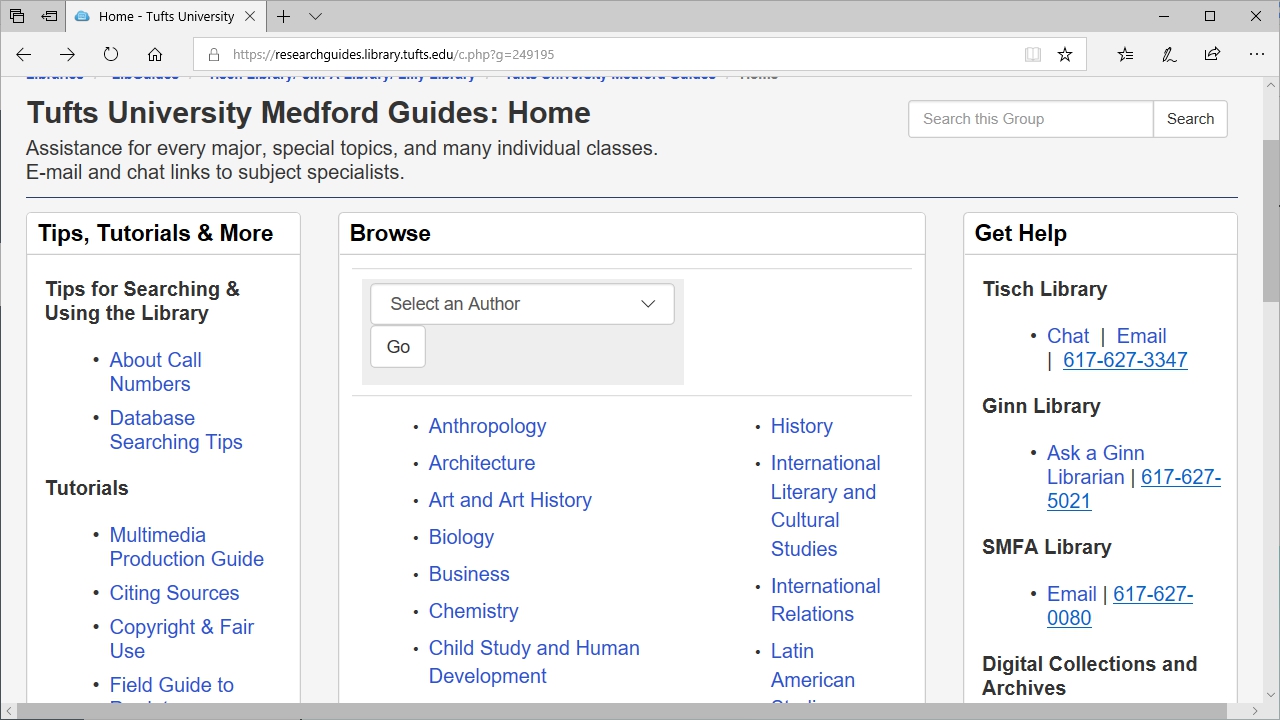 Home - Tufts University
https://researchguides.library.tufts.edu/c.php?g=249195
Tufts University Medford Guides
Home
Tufts University Medford Guides: Home
Search this Group
Search
Assistance for every major, special topics, and many individual classes.
E-mail and chat links to subject specialists.
Tips, Tutorials & More
Tips for Searching &
Using the Library
• About Call
Numbers
• Database
Searching Tips
Tutorials
• Multimedia
Production Guide
• Citing Sources
• Copyright & Fair
Use
• Field Guide to
Browse
Select an Author
Go
• Anthropology
• Architecture
• Art and Art History
• Biology
• Business
• Chemistry
• Child Study and Human
Development
• History
• International
Literary and
Cultural
Studies
• International
Relations
• Latin
American
Get Help
Tisch Library
• Chat | Email
| 617-627-3347
Ginn Library
• Ask a Ginn
Librarian | 617-627-
5021
SMFA Library
• Email | 617-627-
0080
Digital Collections and
Archives